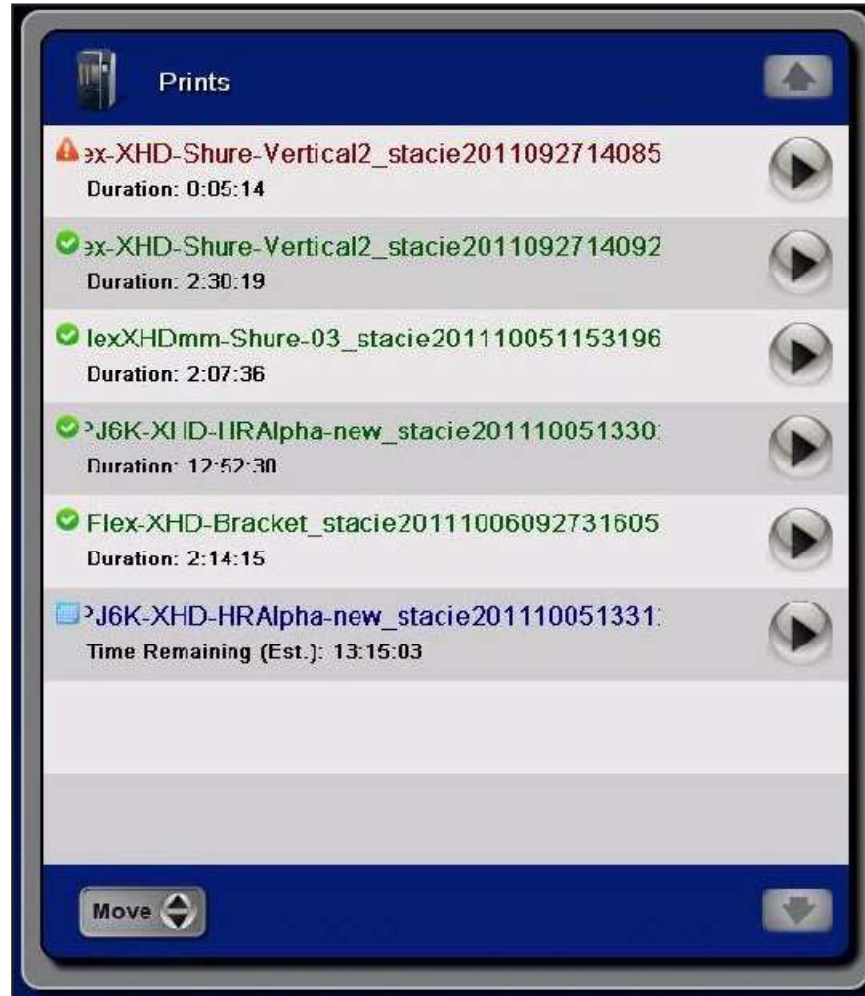 Prints
ex-XHD-Shure-Vertical2_stacie2011092714085
Duration: 0:05:14
ex-XHD-Shure-Vertical2_stacie2011092714092
Duration: 2:30:19
lexXHDmm-Shure-03_stacie201110051153196
Duration: 2:07:36
PJ6K-XHD-HRAlpha-new_stacie201110051330
Duration: 12:52:30
Flex-XHD-Bracket_stacie20111006092731605
Duration: 2:14:15
PJ6K-XHD-HRAlpha-new_stacie201110051331
Time Remaining (Est.): 13:15:03
Move